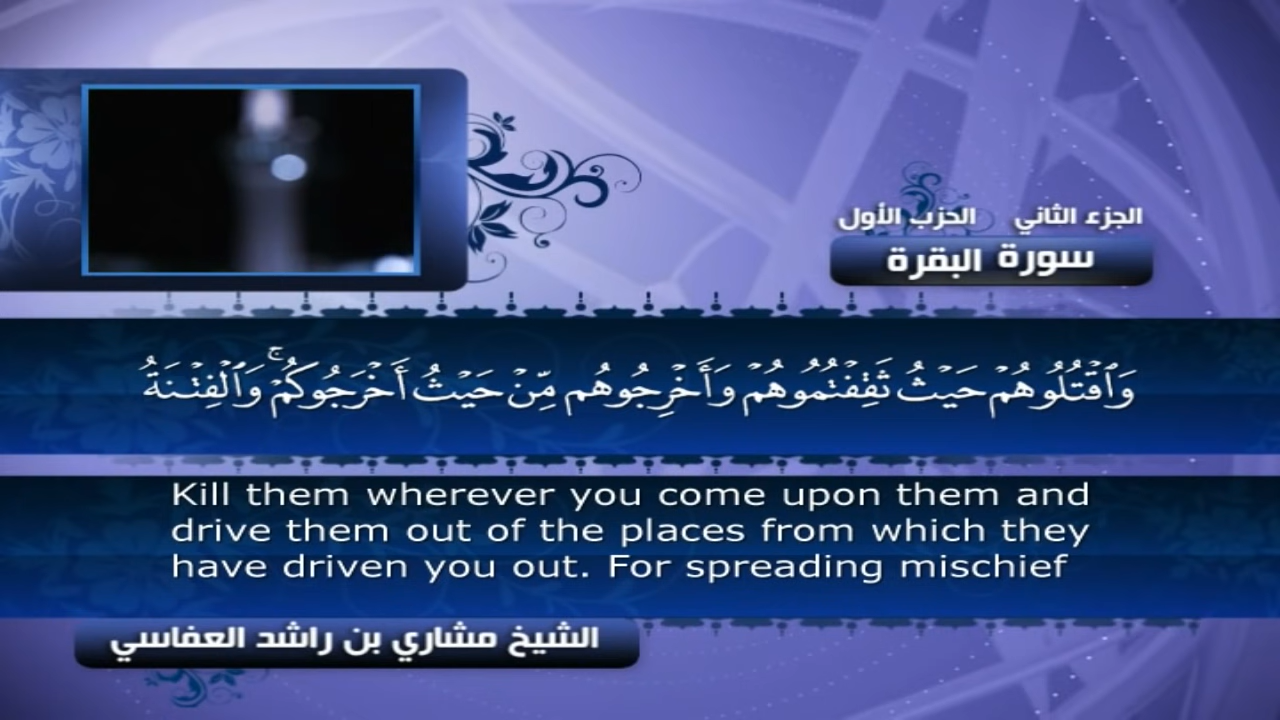 الجزء الثاني الحزب الأول
سورة البقرة
وَٱقْتُلُوهُمْ حَيْثُ ثَقِفْتُمُوهُمْ وَأَخْرِجُوهُم مِّنْ حَيْثُ أَخْرَجُوكُمْ ۚ وَٱلْفِتْنَةُ
Kill them wherever you come upon them and
drive them out of the places from which they
have driven you out. For spreading mischief
الشيخ مشاري بن راشد العفاسي